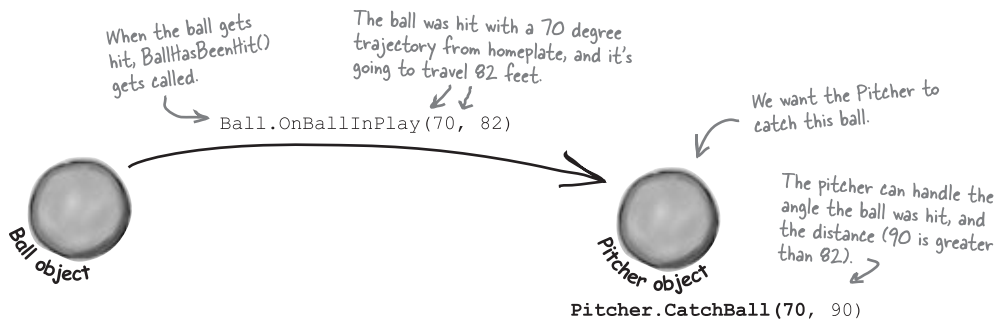 When the ball gets
hit, BallHasBeenHit()
gets called.
The ball was hit with a 70 degree
trajectory from homeplate, and it's
going to travel 82 feet.
Ball.OnBallInPlay(70, 82)
We want the Pitcher to
catch this ball.
The pitcher can handle the
angle the ball was hit, and
the distance (90 is greater
than 82).
Ball object
Pitcher object
Pitcher.CatchBall(70, 90)